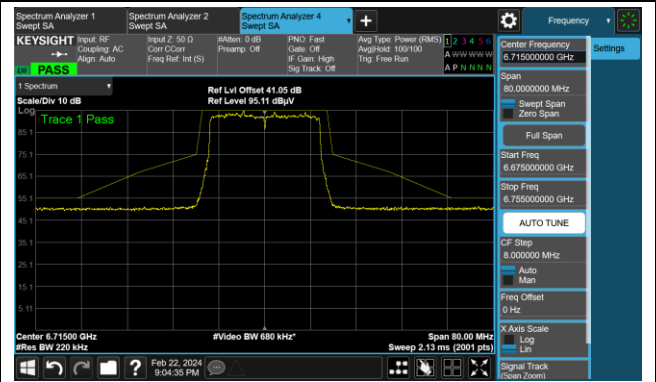 Spectrum Analyzer 1
Swept SA
Spectrum Analyzer 2
Swept SA
Spectrum Analyzer 4
Swept SA
Frequency
KEYSIGHT
Input: RF
Coupling: AC
Align: Auto
Input Z: 50 Ω
Corr CCorr
Freq Ref: Int (S)
#Atten: 0 dB
Preamp: Off
PNO: Fast
Gate: Off
IF Gain: High
Sig Track: Off
Avg Type: Power (RMS)
Avg|Hold: 100/100
Trig: Free Run
1 2 3 4 5 6
A W W W W W
A P N N N N
PASS
1 Spectrum
Scale/Div 10 dB
Ref Lvl Offset 41.05 dB
Ref Level 95.11 dBµV
Log
Trace 1 Pass
85.1
75.1
65.1
55.1
45.1
35.1
25.1
15.1
5.11
Center 6.71500 GHz
#Res BW 220 kHz
#Video BW 680 kHz*
Span 80.00 MHz
Sweep 2.13 ms (2001 pts)
Feb 22, 2024
9:04:35 PM
Center Frequency
6.715000000 GHz
Span
80.0000000 MHz
Swept Span
Zero Span
Full Span
Start Freq
6.675000000 GHz
Stop Freq
6.755000000 GHz
AUTO TUNE
CF Step
8.000000 MHz
Auto
Man
Freq Offset
0 Hz
X Axis Scale
Log
Lin
Signal Track
(Span Zoom)
Settings